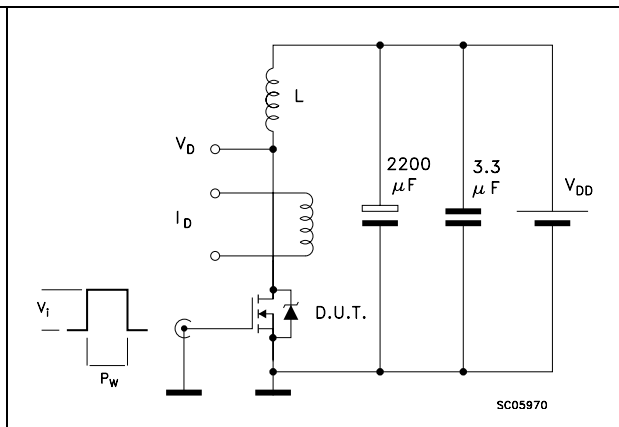 L
V_D
2200
μF
3.3
μF
V_DD
I_D
V_i
D.U.T.
P_W
SC05970